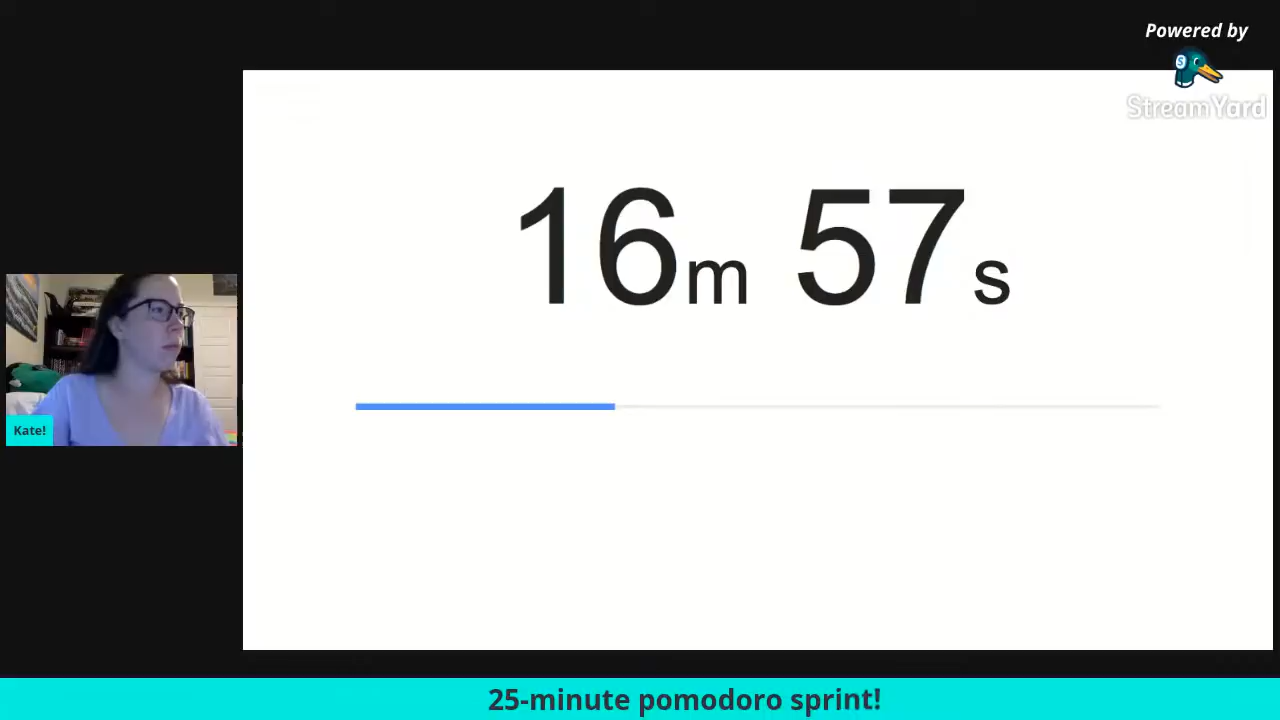 Powered by
StreamYard
16m 57s
Kate!
25-minute pomodoro sprint!